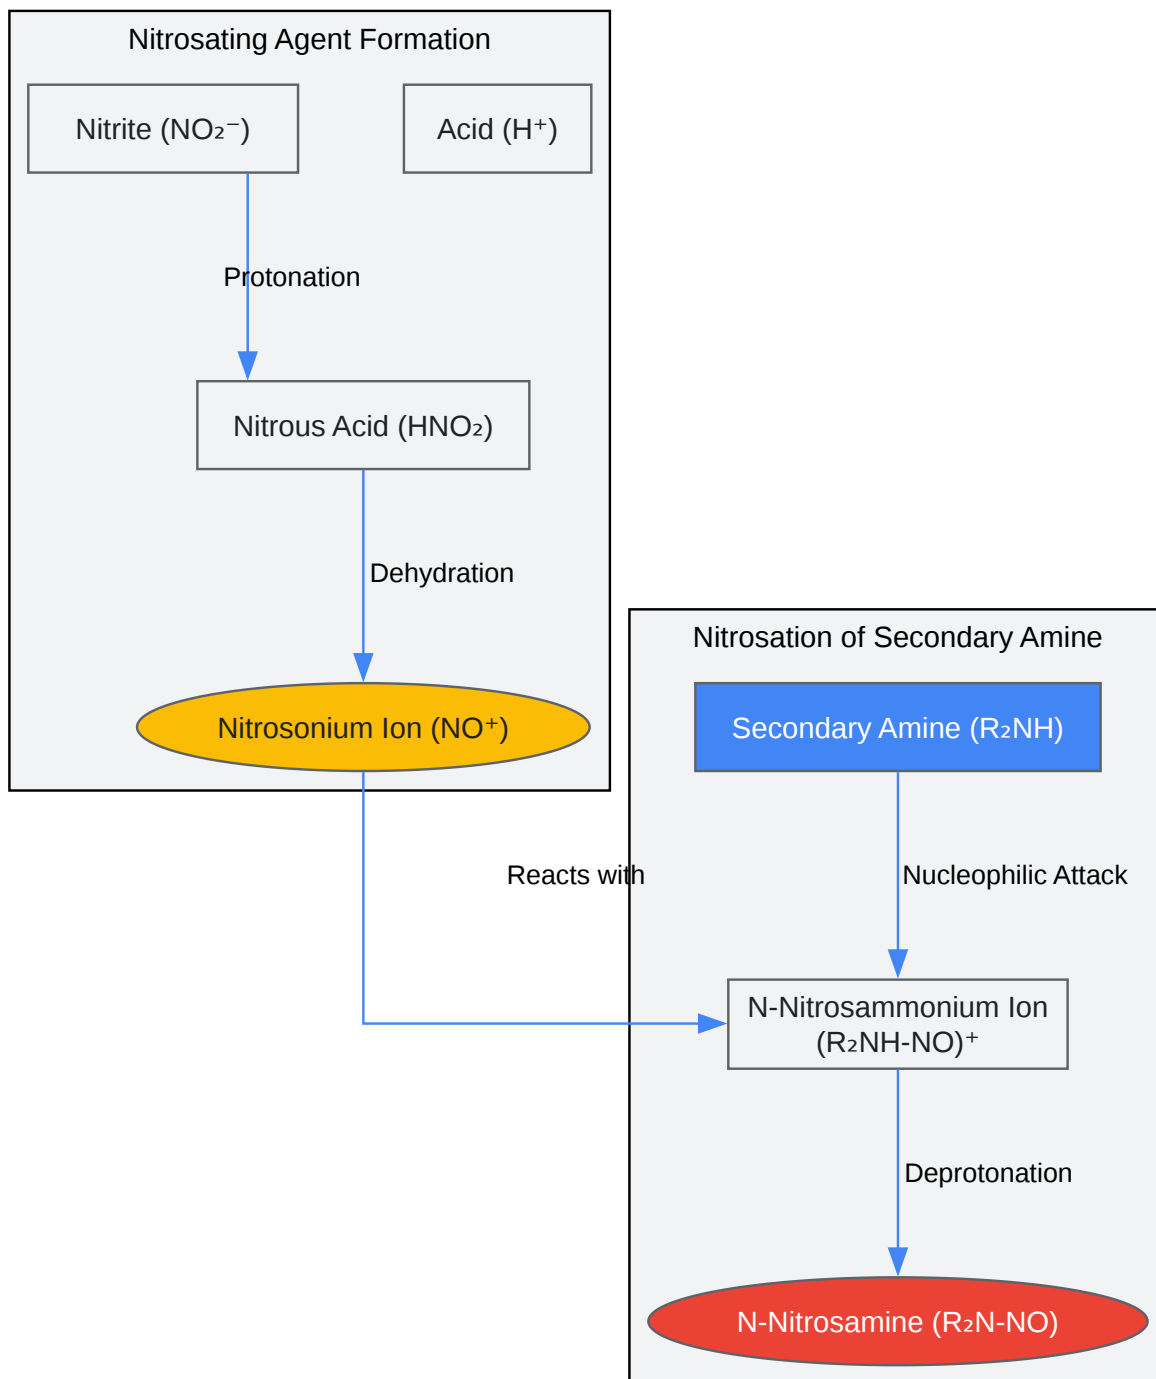 Nitrosating Agent Formation
Nitrite (NO₂⁻)
Acid (H⁺)
Protonation
Nitrous Acid (HNO₂)
Dehydration
Nitrosonium Ion (NO⁺)
Reacts with
Nitrosation of Secondary Amine
Secondary Amine (R₂NH)
Nucleophilic Attack
N-Nitrosammonium Ion
(R₂NH-NO)⁺
Deprotonation
N-Nitrosamine (R₂N-NO)